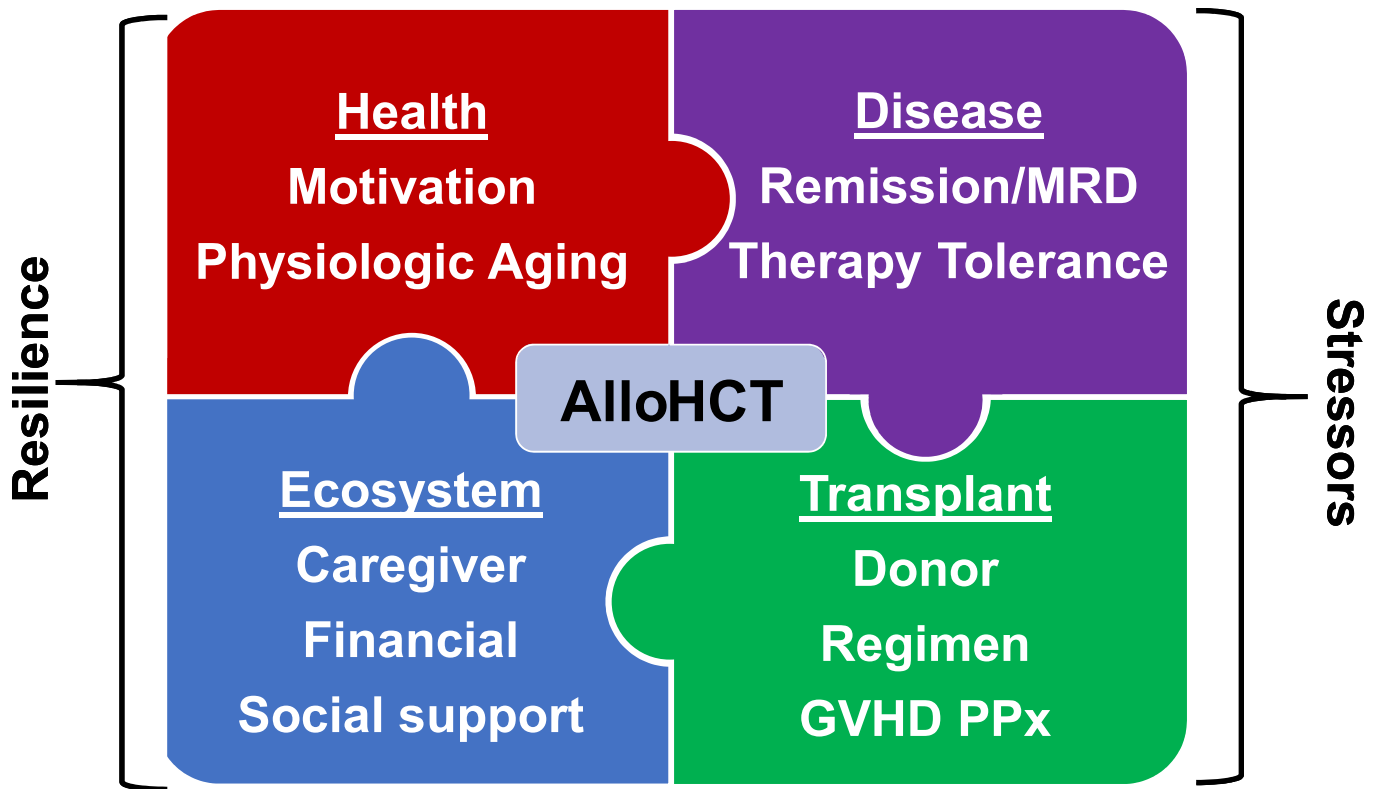 Resilience
Health
Motivation
Physiologic Aging
Disease
Remission/MRD
Therapy Tolerance
AlloHCT
Ecosystem
Caregiver
Financial
Social support
Transplant
Donor
Regimen
GVHD PPx
Stressors